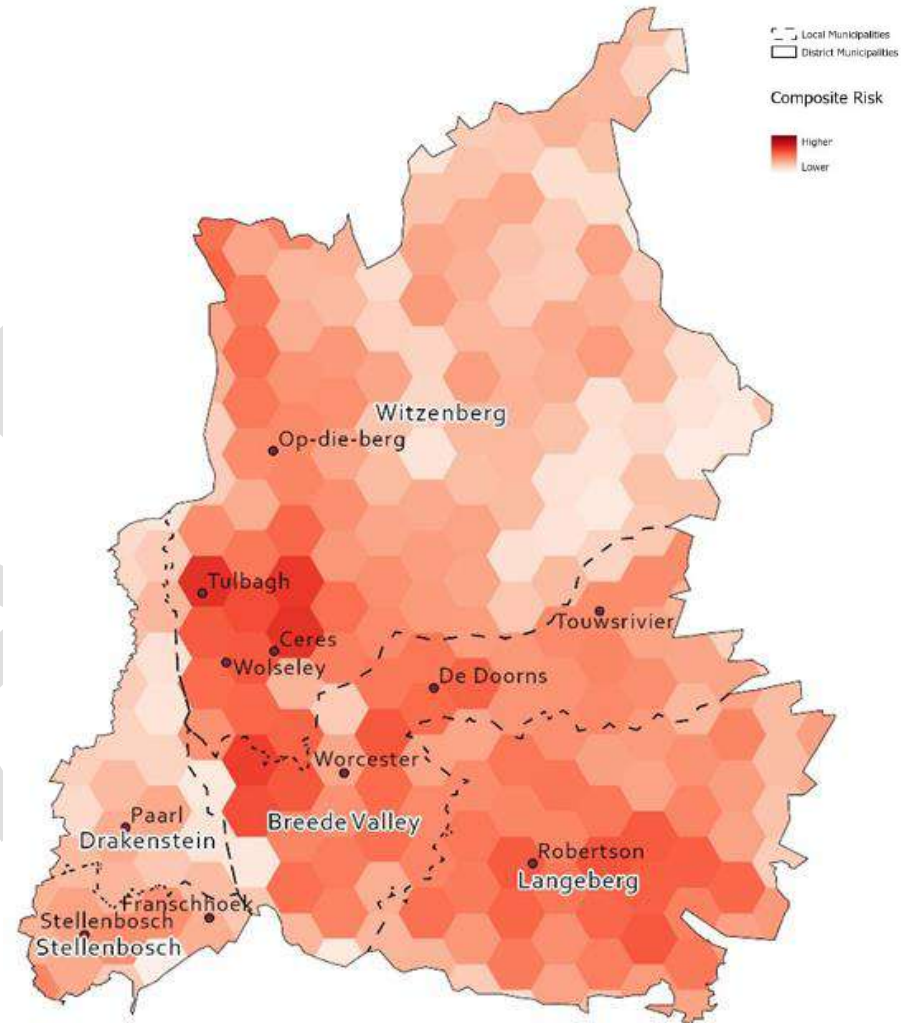 Local Municipalities
District Municipalities
Composite Risk
Higher
Lower
Witzenberg
Op-die-berg
Tulbagh
Touwsrivier
Ceres
Wolseley
De Doorns
Worcester
Paarl
Breede Valley
Drakenstein
Robertson
Langeberg
Franschhoek
Stellenbosch
Stellenbosch